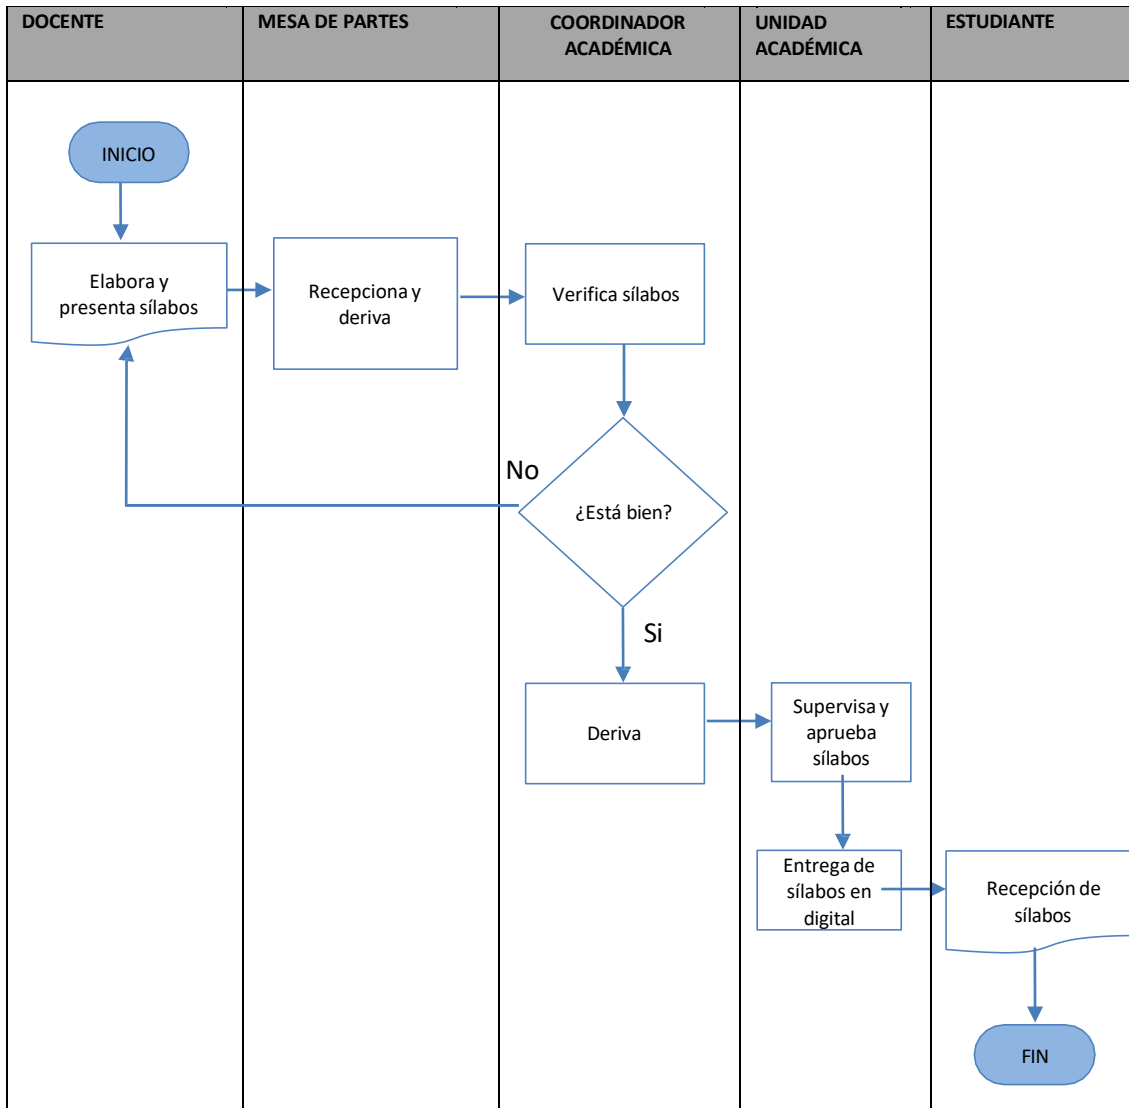 DOCENTE
MESA DE PARTES
COORDINADOR
ACADÉMICA
UNIDAD
ACADÉMICA
ESTUDIANTE
INICIO
Elabora y
presenta sílabos
Recepciona y
deriva
Verifica sílabos
No
¿Está bien?
Si
Deriva
Supervisa y
aprueba
sílabos
Entrega de
sílabos en
digital
Recepción de
sílabos
FIN